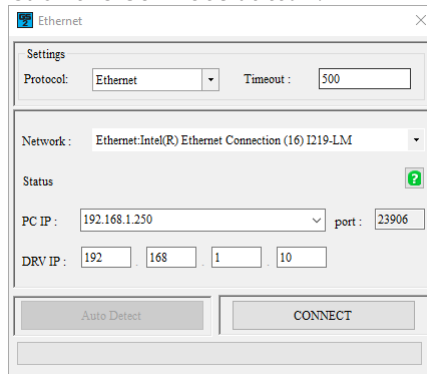 Ethernet
Settings
Protocol: Ethernet Timeout : 500
Network : Ethernet:Intel(R) Ethernet Connection (16) I219-LM
Status
PC IP : 192.168.1.250 port : 23906
DRV IP : 192 . 168 . 1 . 10
Auto Detect CONNECT